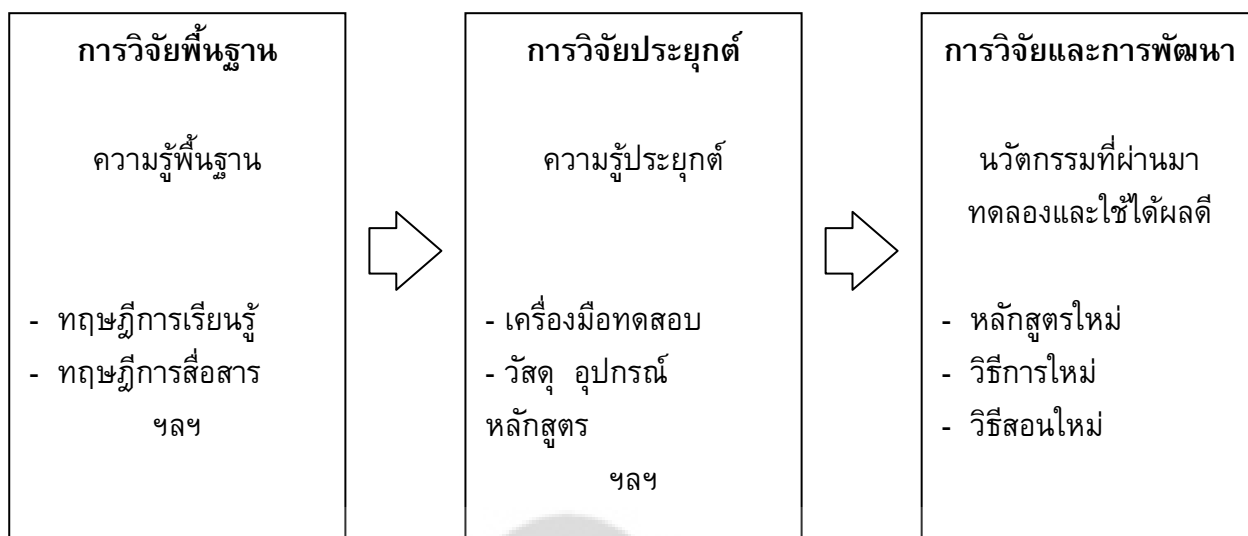 การวิจัยพื้นฐาน
ความรู้พื้นฐาน
- ทฤษฎีการเรียนรู้
- ทฤษฎีการสื่อสาร
ฯลฯ
การวิจัยประยุกต์
ความรู้ประยุกต์
- เครื่องมือทดสอบ
- วัสดุ อุปกรณ์
หลักสูตร
ฯลฯ
การวิจัยและการพัฒนา
นวัตกรรมที่ผ่านมา
ทดลองและใช้ได้ผลดี
- หลักสูตรใหม่
- วิธีการใหม่
- วิธีสอนใหม่